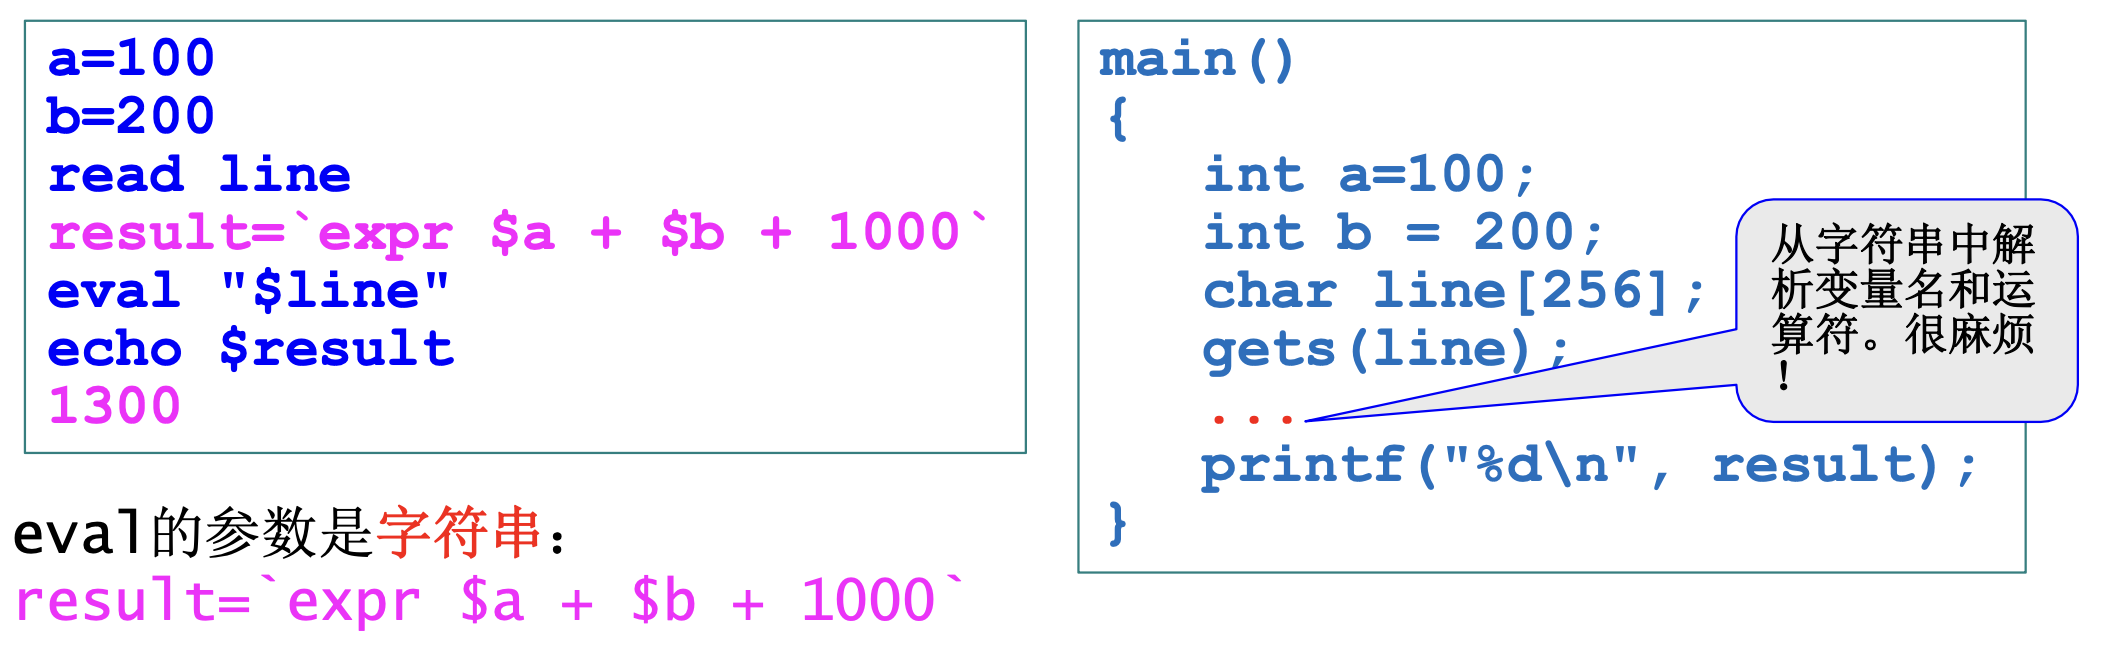 a=100
b=200
read line
result=`expr $a + $b + 1000`
eval "$line"
echo $result
1300
eval的参数是字符串：
result=`expr $a + $b + 1000`
main()
{
int a=100;
int b = 200;
char line[256];
gets(line);
...
printf("%d\n", result);
}
从字符串中解
析变量名和运
算符。很麻烦
！